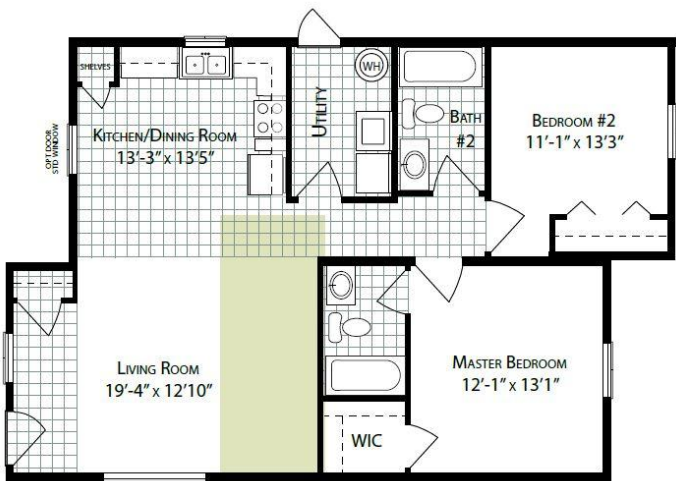 SHELVES
WH
OPT DOOR
STD WINDOW
KITCHEN/DINING ROOM
13'-3" X 13'5"
UTILITY
BATH
#2
BEDROOM #2
11'-1" X 13'3"
LIVING ROOM
19'-4" X 12'10"
MASTER BEDROOM
12'-1" X 13'1"
WIC